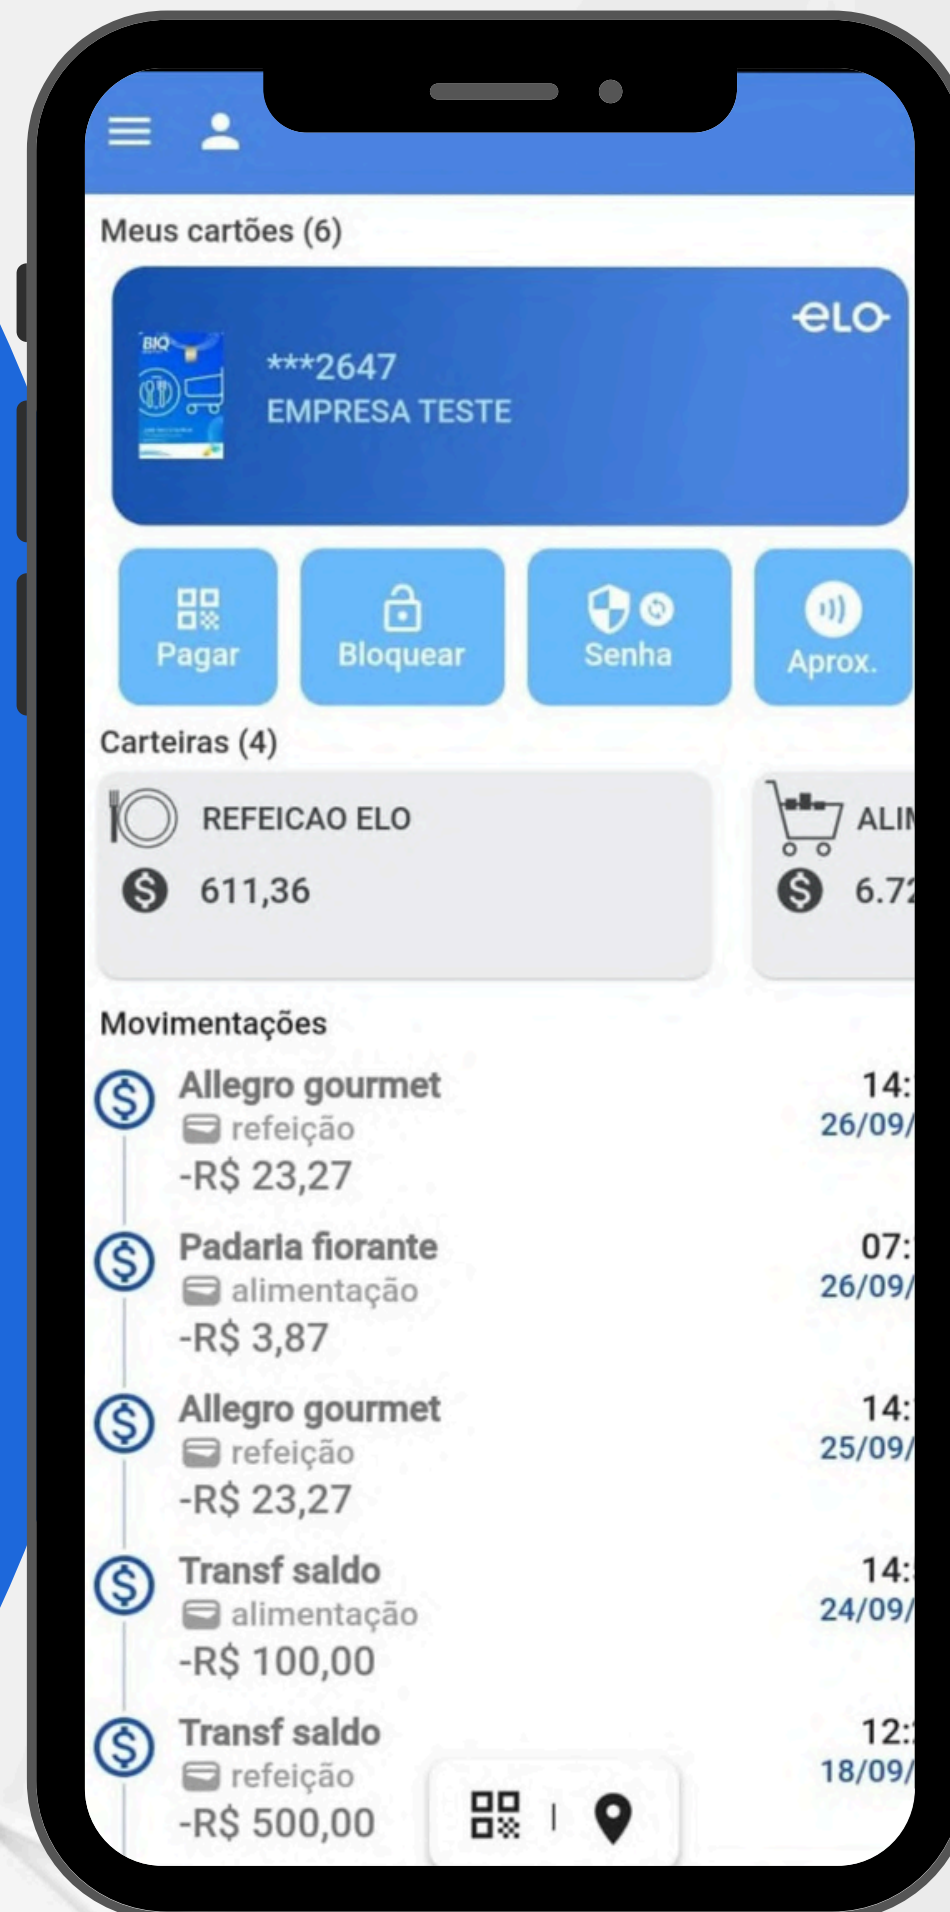 Meus cartões (6)
elo
BIQ
***2647
EMPRESA TESTE
Pagar
Bloquear
Senha
Aprox.
Carteiras (4)
REFEICAO ELO
611,36
Movimentações
Allegro gourmet
refeição
-R$ 23,27
26/09/
Padaria fiorante
alimentação
-R$ 3,87
26/09/
Allegro gourmet
refeição
-R$ 23,27
25/09/
Transf saldo
alimentação
-R$ 100,00
24/09/
Transf saldo
refeição
-R$ 500,00
18/09/